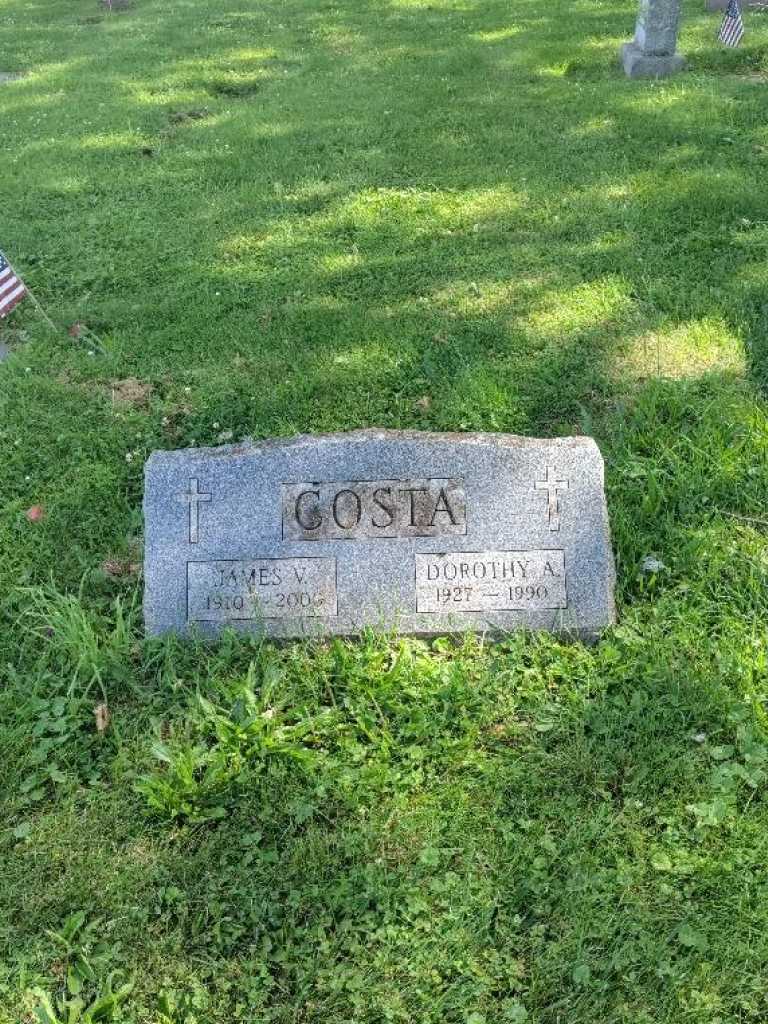 COSTA
JAMES V.
1910 - 2006
DOROTHY A.
1927 — 1990